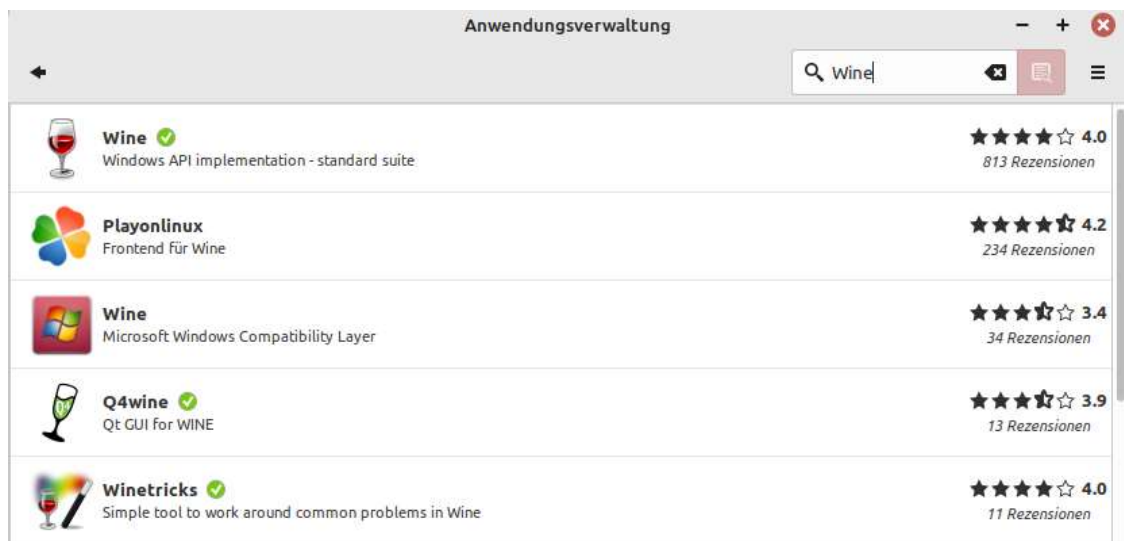 Anwendungsverwaltung
Wine
Wine
4.0
Windows API implementation - standard suite
813 Rezensionen
Playonlinux
4.2
Frontend für Wine
234 Rezensionen
Wine
3.4
Microsoft Windows Compatibility Layer
34 Rezensionen
Q4wine
3.9
Qt GUI for WINE
13 Rezensionen
Winetricks
4.0
Simple tool to work around common problems in Wine
11 Rezensionen